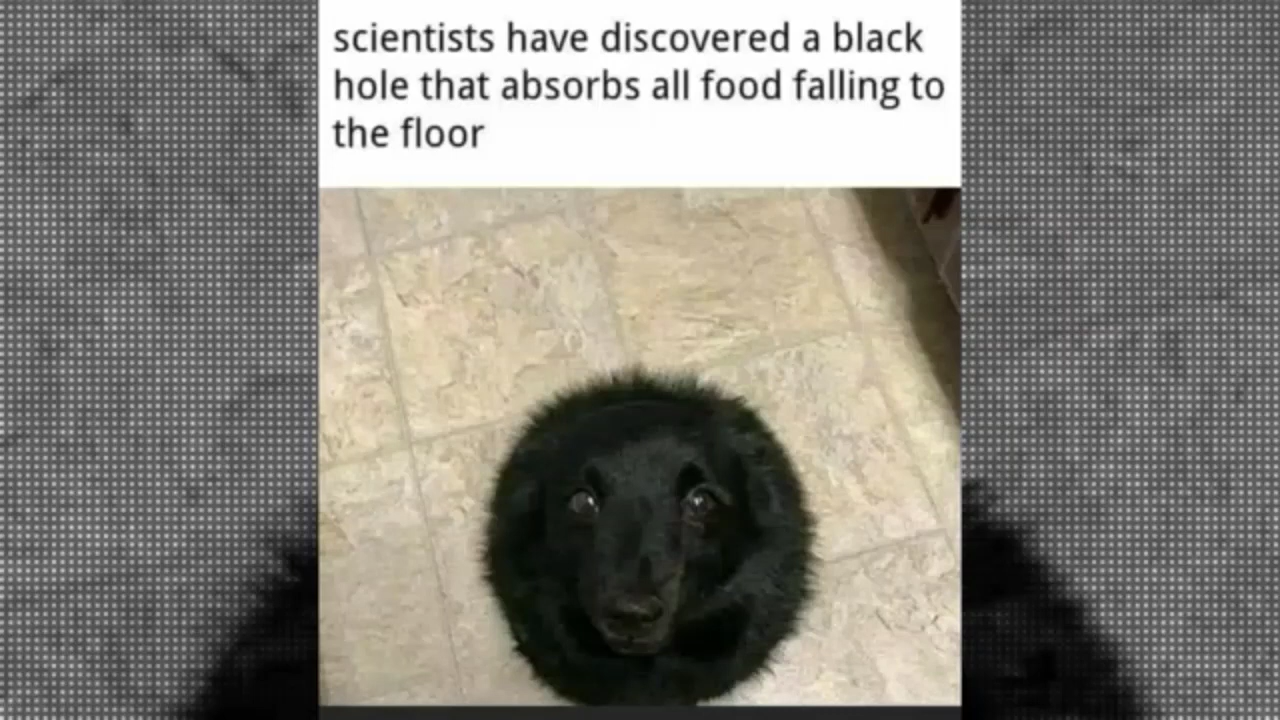 scientists have discovered a black
hole that absorbs all food falling to
the floor